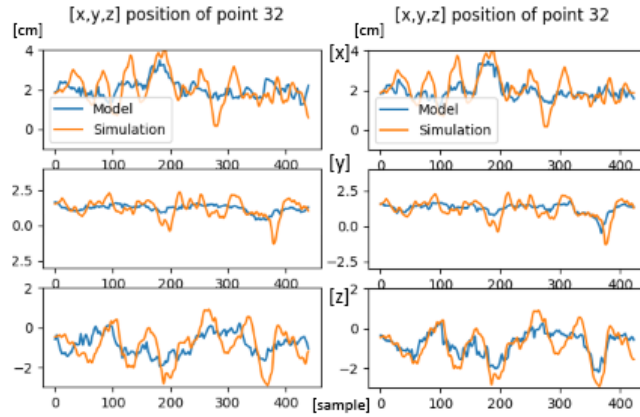 [x,y,z] position of point 32 [x,y,z] position of point 32
[cm] [cm]
4 [x] 4
2 2
0 0
Model Model
Simulation Simulation
0 100 200 300 400 0 100 200 300 400
[y]
2.5 2.5
0.0 0.0
2.5 −2.5
0 100 200 300 400 0 100 200 300 400
2 [z] 2
0 0
−2 −2
0 100 200 300 400 [sample] 0 100 200 300 400